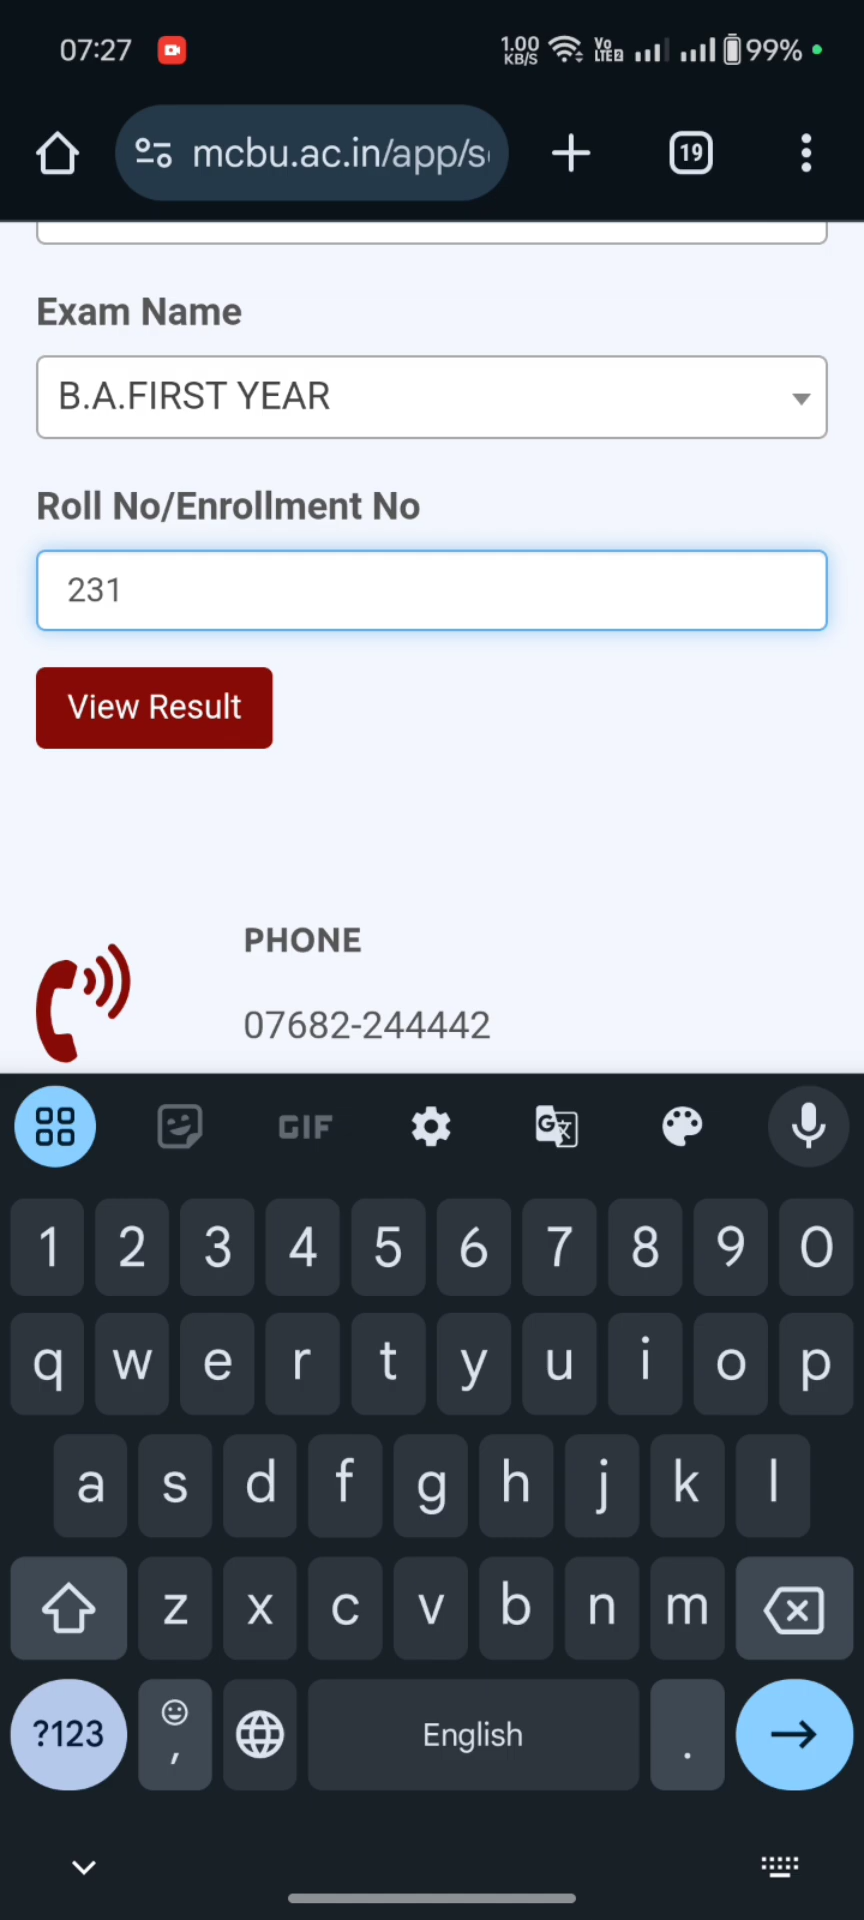 07:27 1.00 KB/S Vo LTE2 99%
mcbu.ac.in/app/s 19
Exam Name
B.A.FIRST YEAR
Roll No/Enrollment No
231
View Result
PHONE
07682-244442
GIF G
1 2 3 4 5 6 7 8 9 0
q w e r t y u i o p
a s d f g h j k l
z x c v b n m
?123 , English .